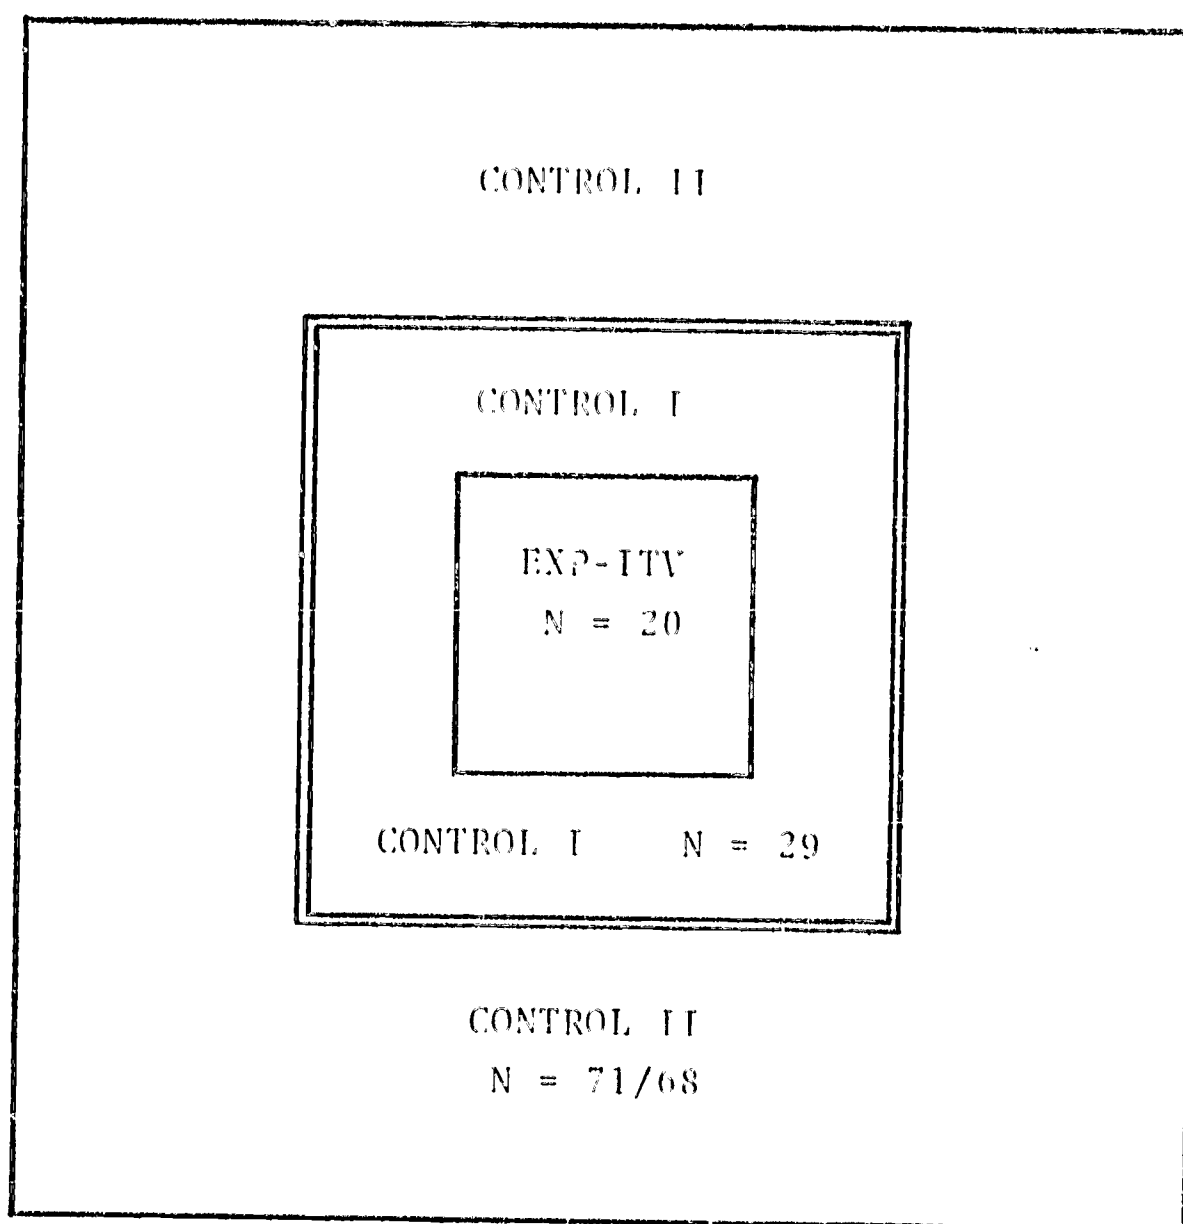 CONTROL II
CONTROL I
EXP-ITV
N = 20
CONTROL I N = 29
CONTROL II
N = 71/68